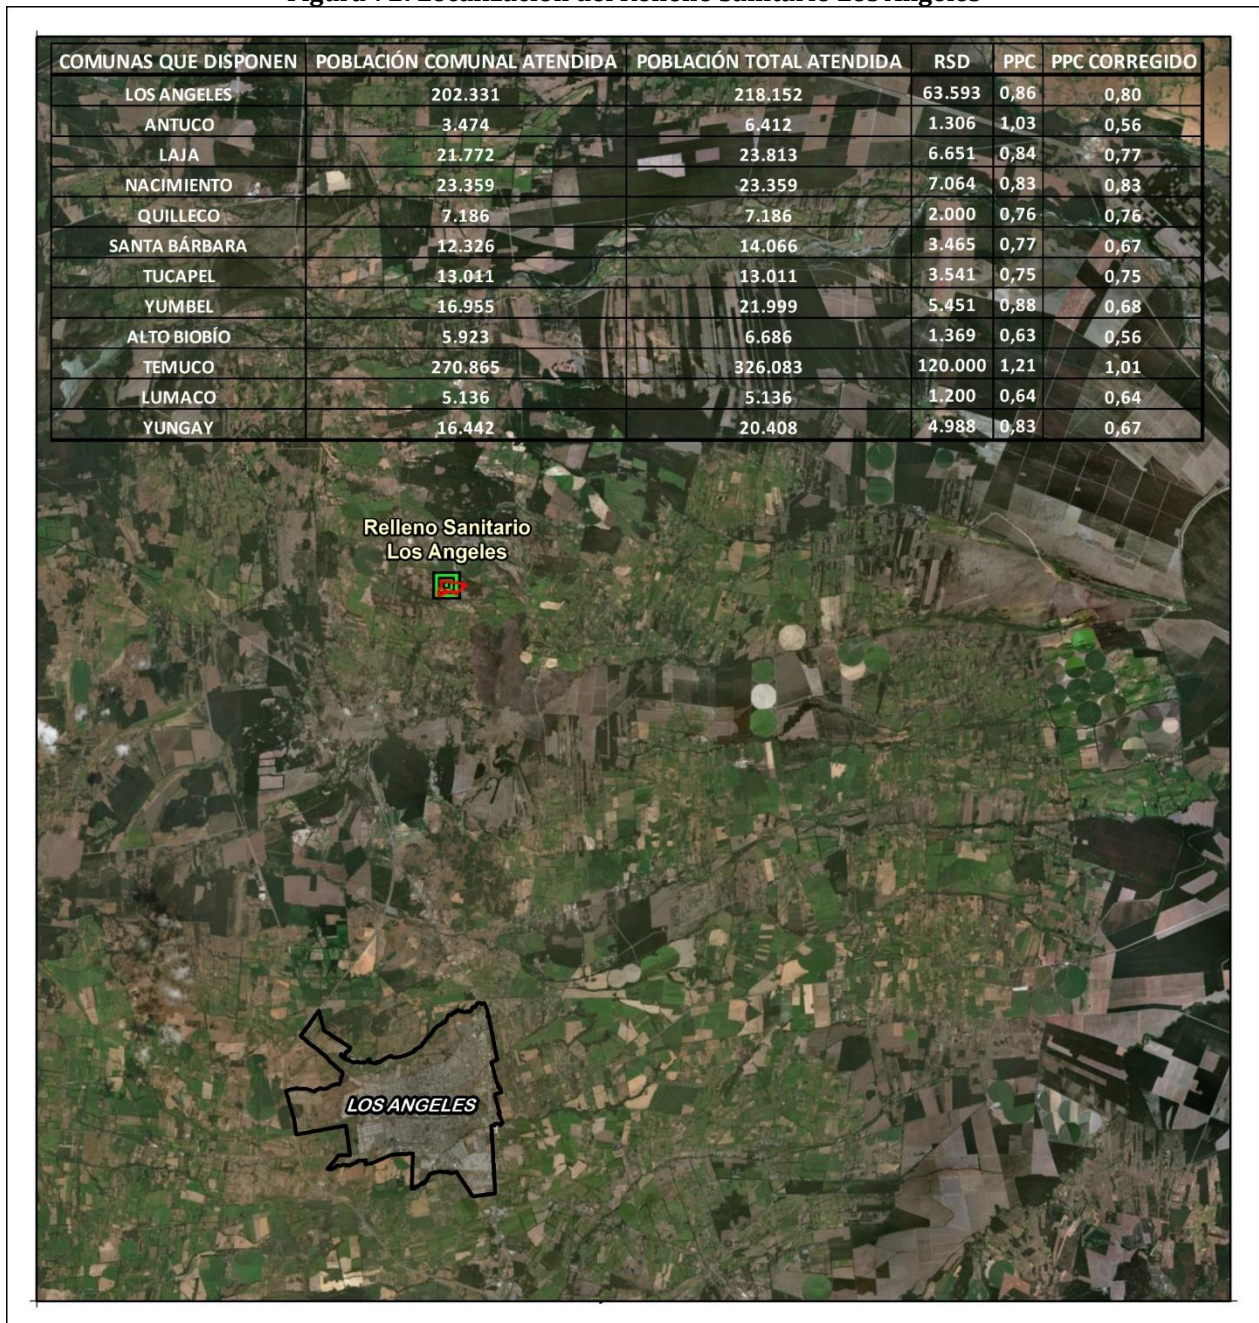 COMUNAS QUE DISPONEN POBLACIÓN COMUNAL ATENDIDA POBLACIÓN TOTAL ATENDIDA RSD PPC PPC CORREGIDO
LOS ANGELES 202.331 218.152 63.593 0,86 0,80
ANTUCO 3.474 6.412 1.306 1,03 0,56
LAJA 21.772 23.813 6.651 0,84 0,77
NACIMIENTO 23.359 23.359 7.064 0,83 0,83
QUILLECO 7.186 7.186 2.000 0,76 0,76
SANTA BÁRBARA 12.326 14.066 3.465 0,77 0,67
TUCAPEL 13.011 13.011 3.541 0,75 0,75
YUMBEL 16.955 21.999 5.451 0,88 0,68
ALTO BIOBÍO 5.923 6.686 1.369 0,63 0,56
TEMUCO 270.865 326.083 120.000 1,21 1,01
LUMACO 5.136 5.136 1.200 0,64 0,64
YUNGAY 16.442 20.408 4.988 0,83 0,67
Relleno Sanitario
Los Angeles
LOS ANGELES